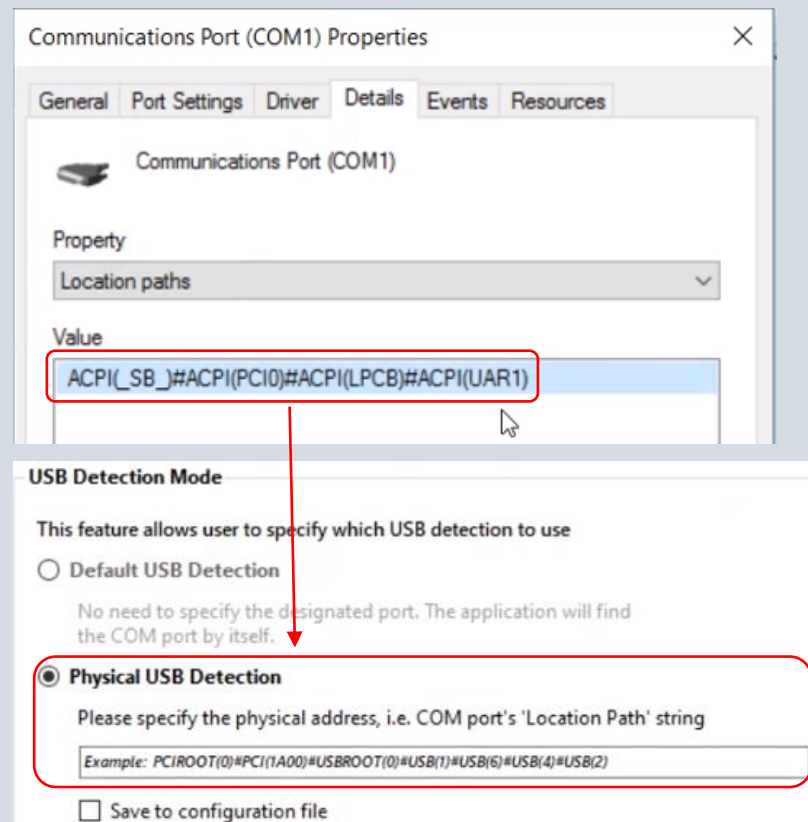 Communications Port (COM1) Properties
General Port Settings Driver Details Events Resources
Communications Port (COM1)
Property
Location paths
Value
ACPI(_SB_)#ACPI(PCI0)#ACPI(LPCB)#ACPI(UAR1)
USB Detection Mode
This feature allows user to specify which USB detection to use
Default USB Detection
No need to specify the designated port. The application will find
the COM port by itself.
Physical USB Detection
Please specify the physical address, i.e. COM port's 'Location Path' string
Example: PCIROOT(0)#PCI(1A00)#USBROOT(0)#USB(1)#USB(6)#USB(4)#USB(2)
Save to configuration file